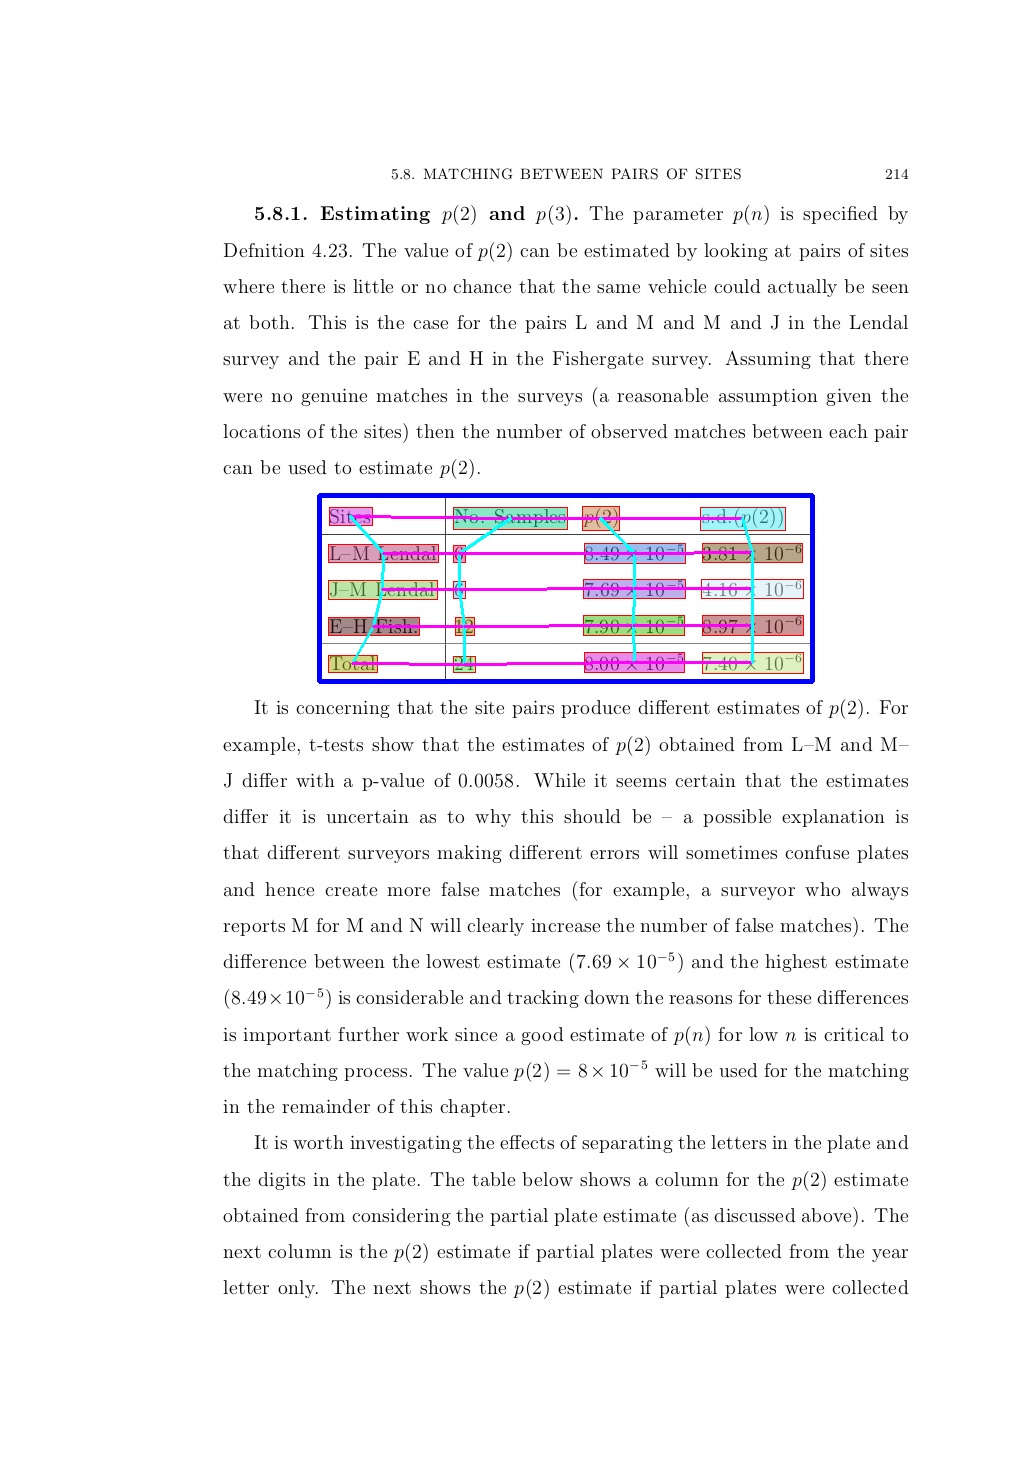 5.8. MATCHING BETWEEN PAIRS OF SITES 214
5.8.1. Estimating p(2) and p(3). The parameter p(n) is specified by
Defnition 4.23. The value of p(2) can be estimated by looking at pairs of sites
where there is little or no chance that the same vehicle could actually be seen
at both. This is the case for the pairs L and M and M and J in the Lendal
survey and the pair E and H in the Fishergate survey. Assuming that there
were no genuine matches in the surveys (a reasonable assumption given the
locations of the sites) then the number of observed matches between each pair
can be used to estimate p(2).
Sites No. Samples p(2) s.d.(p(2))
L–M Lendal 6 8.49 × 10⁻⁵ 3.81 × 10⁻⁶
J–M Lendal 6 7.69 × 10⁻⁵ 4.16 × 10⁻⁶
E–H Fish. 12 7.90 × 10⁻⁵ 8.97 × 10⁻⁶
Total 24 8.00 × 10⁻⁵ 7.40 × 10⁻⁶
It is concerning that the site pairs produce different estimates of p(2). For
example, t-tests show that the estimates of p(2) obtained from L–M and M–
J differ with a p-value of 0.0058. While it seems certain that the estimates
differ it is uncertain as to why this should be – a possible explanation is
that different surveyors making different errors will sometimes confuse plates
and hence create more false matches (for example, a surveyor who always
reports M for M and N will clearly increase the number of false matches). The
difference between the lowest estimate (7.69 × 10⁻⁵) and the highest estimate
(8.49×10⁻⁵) is considerable and tracking down the reasons for these differences
is important further work since a good estimate of p(n) for low n is critical to
the matching process. The value p(2) = 8 × 10⁻⁵ will be used for the matching
in the remainder of this chapter.
It is worth investigating the effects of separating the letters in the plate and
the digits in the plate. The table below shows a column for the p(2) estimate
obtained from considering the partial plate estimate (as discussed above). The
next column is the p(2) estimate if partial plates were collected from the year
letter only. The next shows the p(2) estimate if partial plates were collected